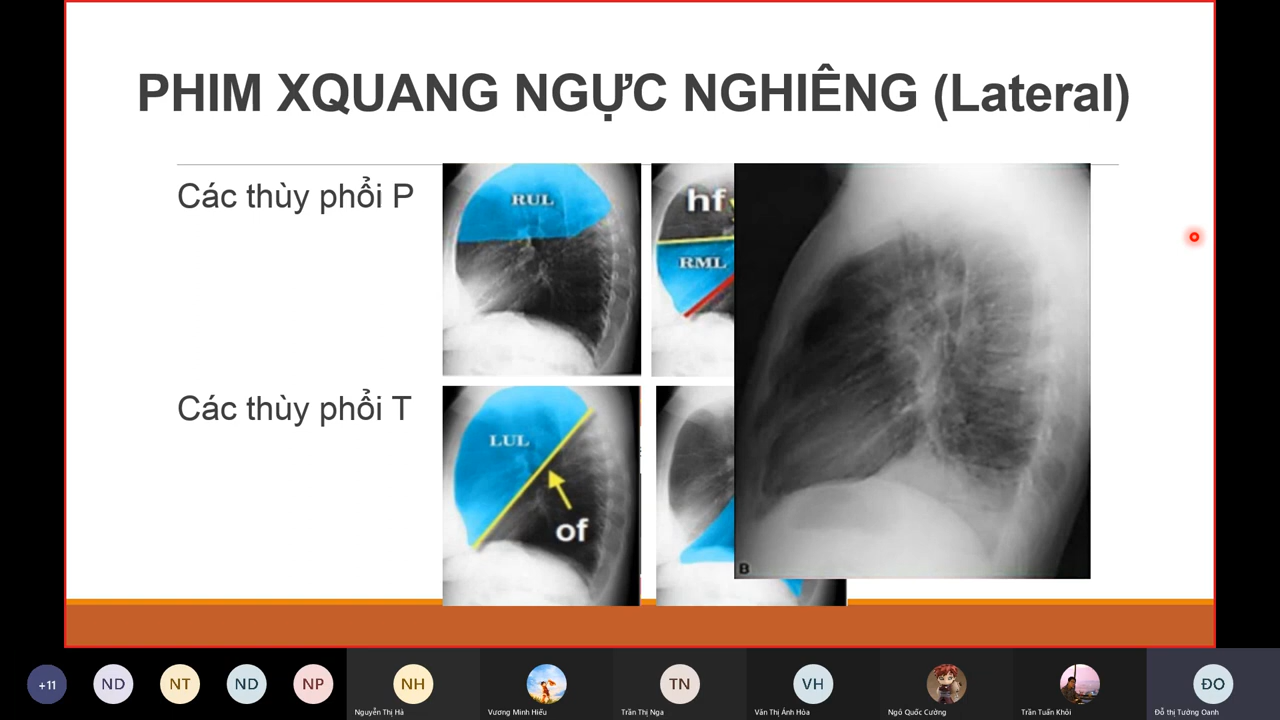 PHIM XQUANG NGỰC NGHIÊNG (Lateral)
Các thùy phổi P
RUL
hf
RML
Các thùy phổi T
LUL
of
B
+11
ND
NT
ND
NP
NH
TN
VH
ĐO
Nguyễn Thị Hà
Vương Minh Hiếu
Trần Thị Nga
Văn Thị Ánh Hòa
Ngô Quốc Cường
Trần Tuấn Khôi
Đỗ thị Tường Oanh